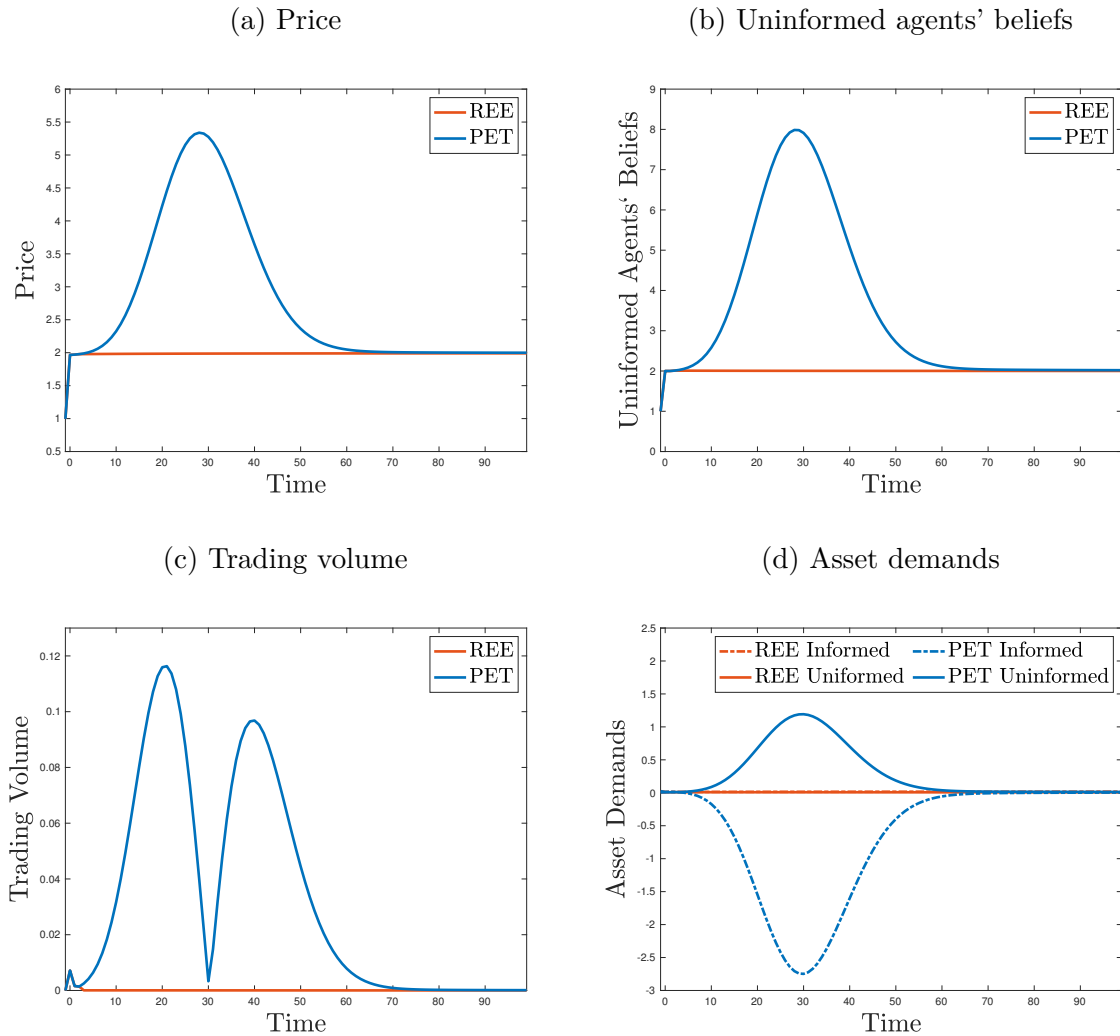 (a) Price
6
5.5
5
4.5
4
3.5
3
2.5
2
1.5
1
0.5
Price
REE
PET
0 10 20 30 40 50 60 70 80 90
Time
(b) Uninformed agents’ beliefs
9
8
7
6
5
4
3
2
1
0
Uninformed Agents‘ Beliefs
REE
PET
0 10 20 30 40 50 60 70 80 90
Time
(c) Trading volume
0.12
0.1
0.08
0.06
0.04
0.02
0
Trading Volume
REE
PET
0 10 20 30 40 50 60 70 80 90
Time
(d) Asset demands
2.5
2
1.5
1
0.5
0
-0.5
-1
-1.5
-2
-2.5
-3
Asset Demands
REE Informed PET Informed
REE Uniformed PET Uninformed
0 10 20 30 40 50 60 70 80 90
Time